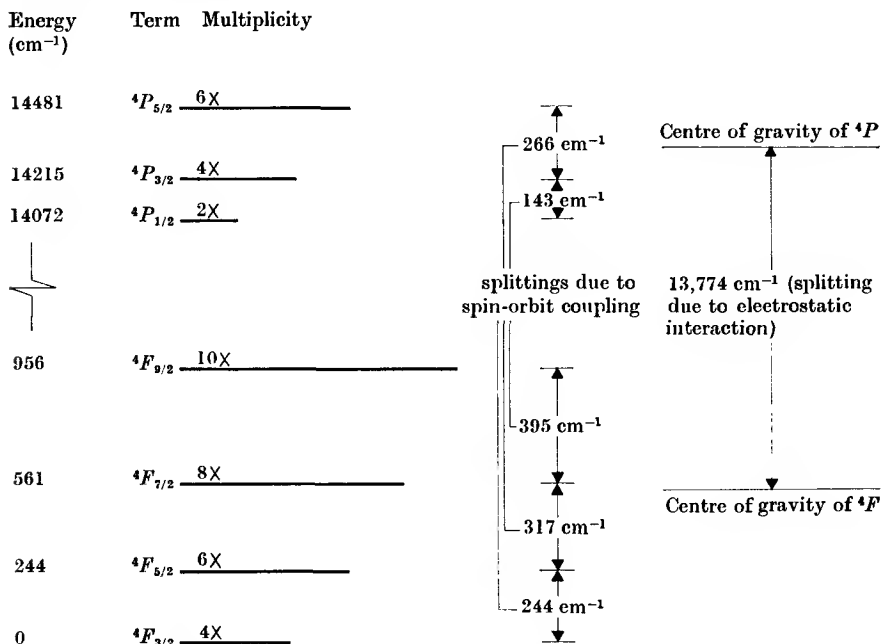 Energy Term Multiplicity
(cm⁻¹)
14481 ⁴P₅/₂ 6X
266 cm⁻¹
Centre of gravity of ⁴P
14215 ⁴P₃/₂ 4X
143 cm⁻¹
14072 ⁴P₁/₂ 2X
splittings due to
spin-orbit coupling
13,774 cm⁻¹ (splitting
due to electrostatic
interaction)
956 ⁴F₉/₂ 10X
395 cm⁻¹
561 ⁴F₇/₂ 8X
Centre of gravity of ⁴F
317 cm⁻¹
244 ⁴F₅/₂ 6X
244 cm⁻¹
0 ⁴F₃/₂ 4X